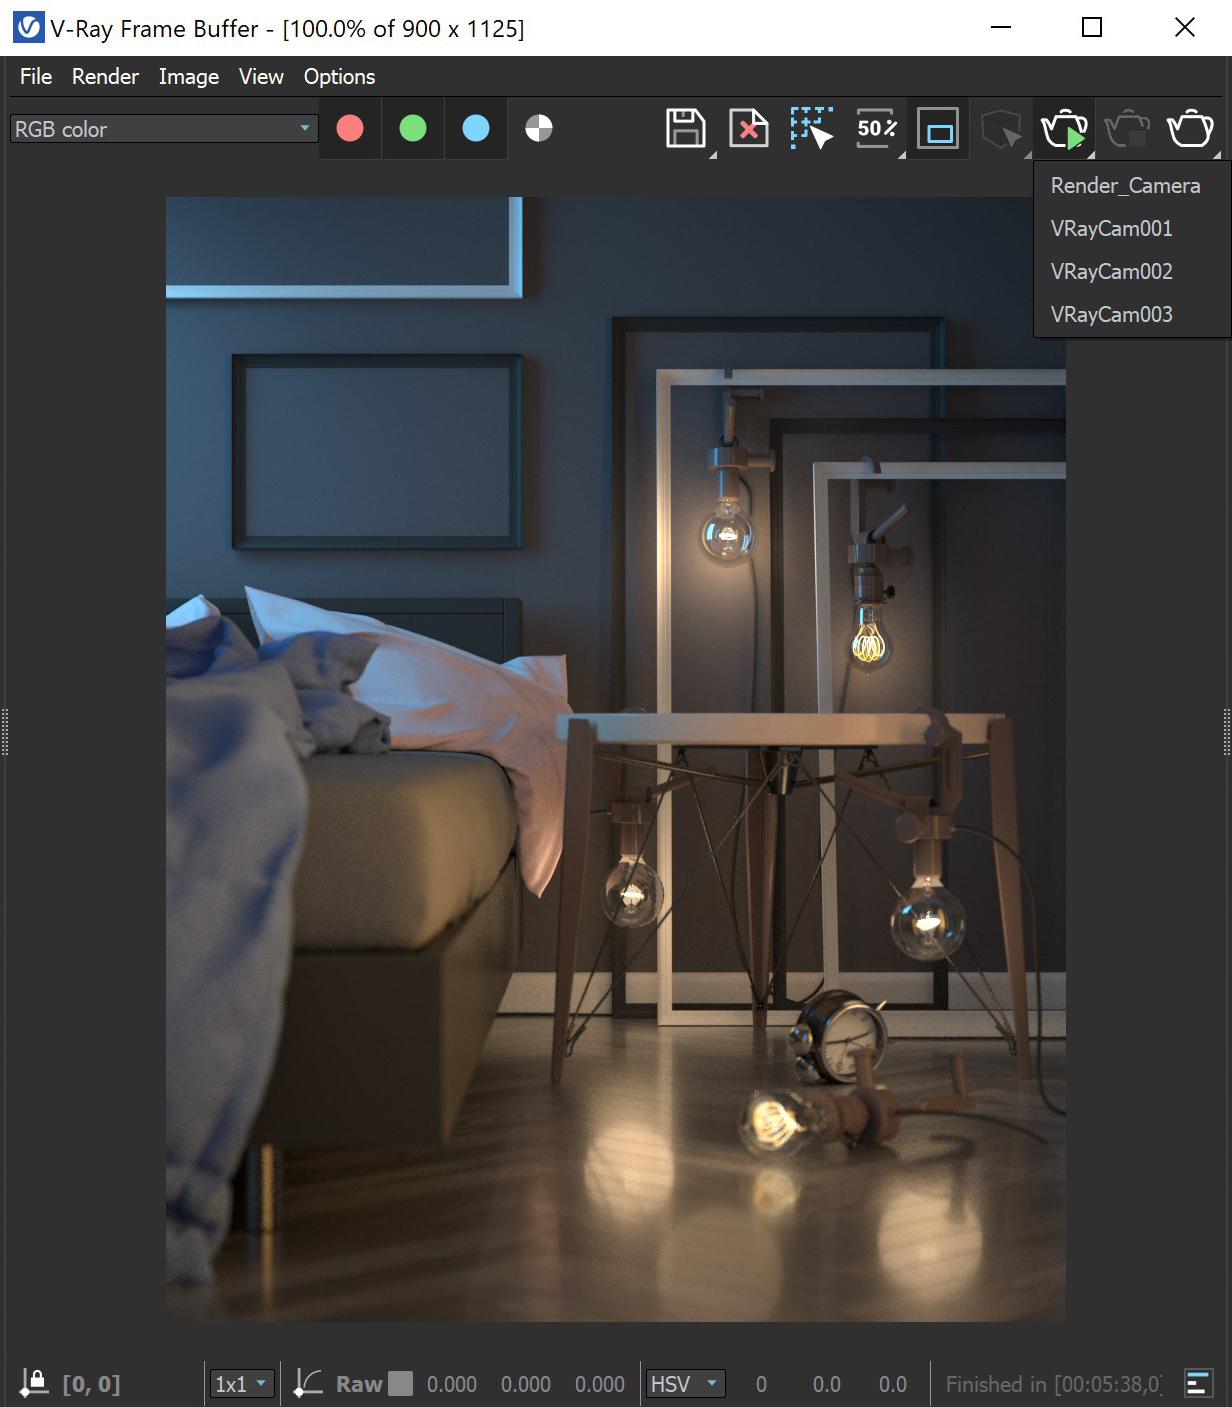 V-Ray Frame Buffer - [100.0% of 900 x 1125]
File Render Image View Options
RGB color
50%
Render_Camera
VRayCam001
VRayCam002
VRayCam003
[0, 0] 1x1 Raw 0.000 0.000 0.000 HSV 0 0.0 0.0 Finished in [00:05:38,0